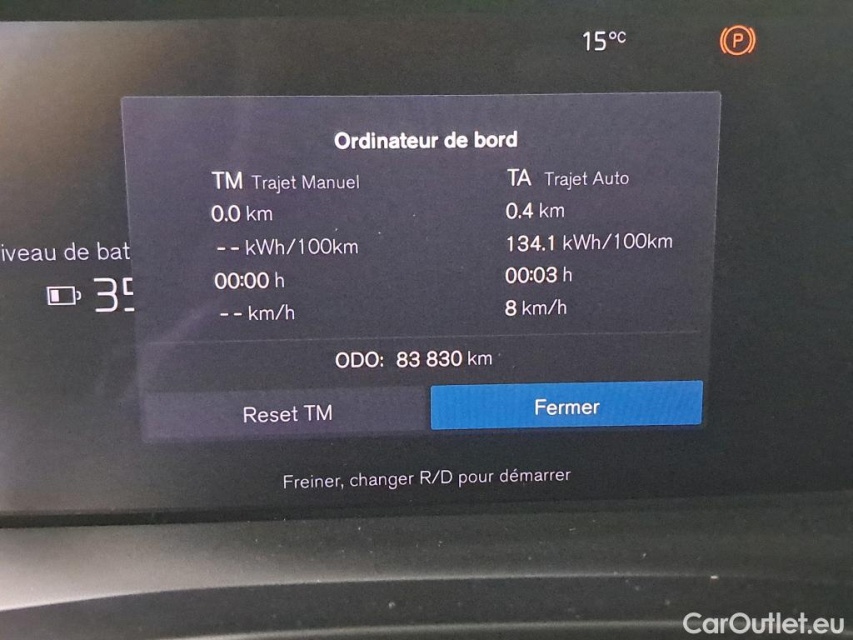 15°C
P
Ordinateur de bord
TM Trajet Manuel
0.0 km
-- kWh/100km
00:00 h
-- km/h
TA Trajet Auto
0.4 km
134.1 kWh/100km
00:03 h
8 km/h
iveau de bat
35
ODO: 83 830 km
Reset TM
Fermer
Freiner, changer R/D pour démarrer
CarOutlet.eu